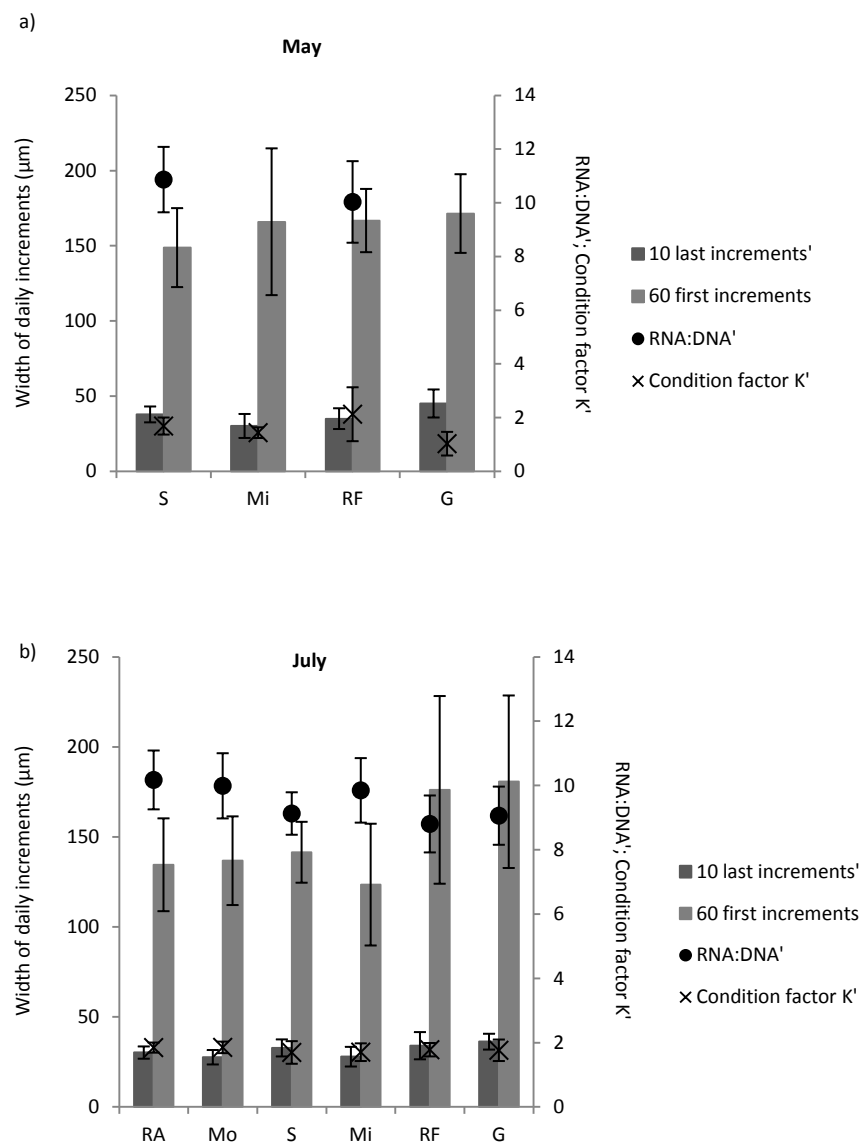 a)
May
Width of daily increments (µm)
250
200
150
100
50
0
14
12
10
8
6
4
2
0
RNA:DNA'; Condition factor K'
S Mi RF G
10 last increments'
60 first increments
RNA:DNA'
Condition factor K'
b)
July
Width of daily increments (µm)
250
200
150
100
50
0
14
12
10
8
6
4
2
0
RNA:DNA'; Condition factor K'
RA Mo S Mi RF G
10 last increments'
60 first increments
RNA:DNA'
Condition factor K'